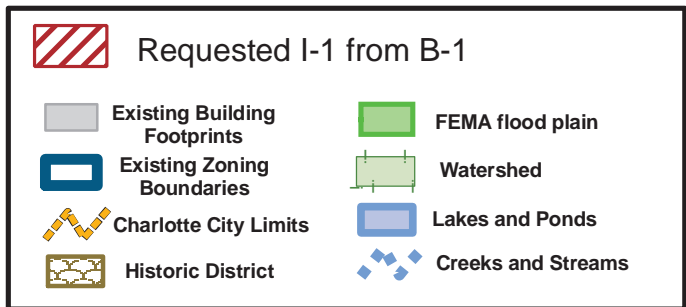 Requested I-1 from B-1
Existing Building
Footprints
Existing Zoning
Boundaries
Charlotte City Limits
Historic District
FEMA flood plain
Watershed
Lakes and Ponds
Creeks and Streams